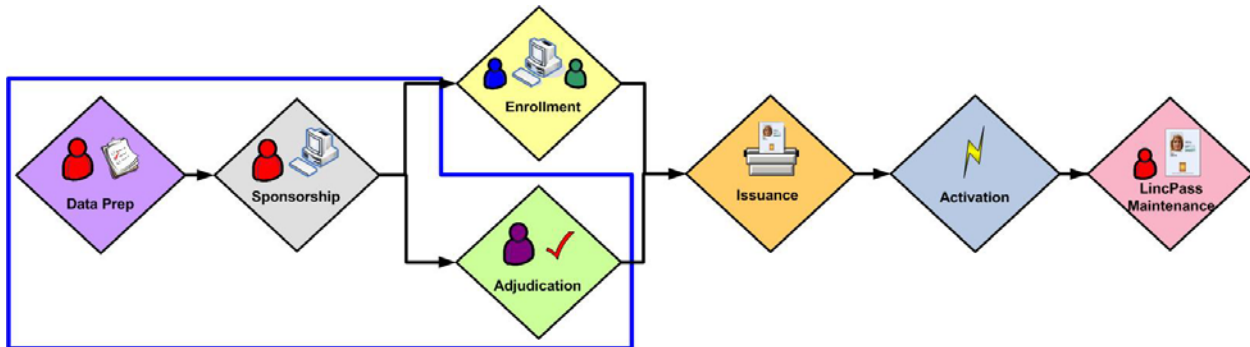 Data Prep
Sponsorship
Enrollment
Adjudication
Issuance
Activation
LincPass
Maintenance